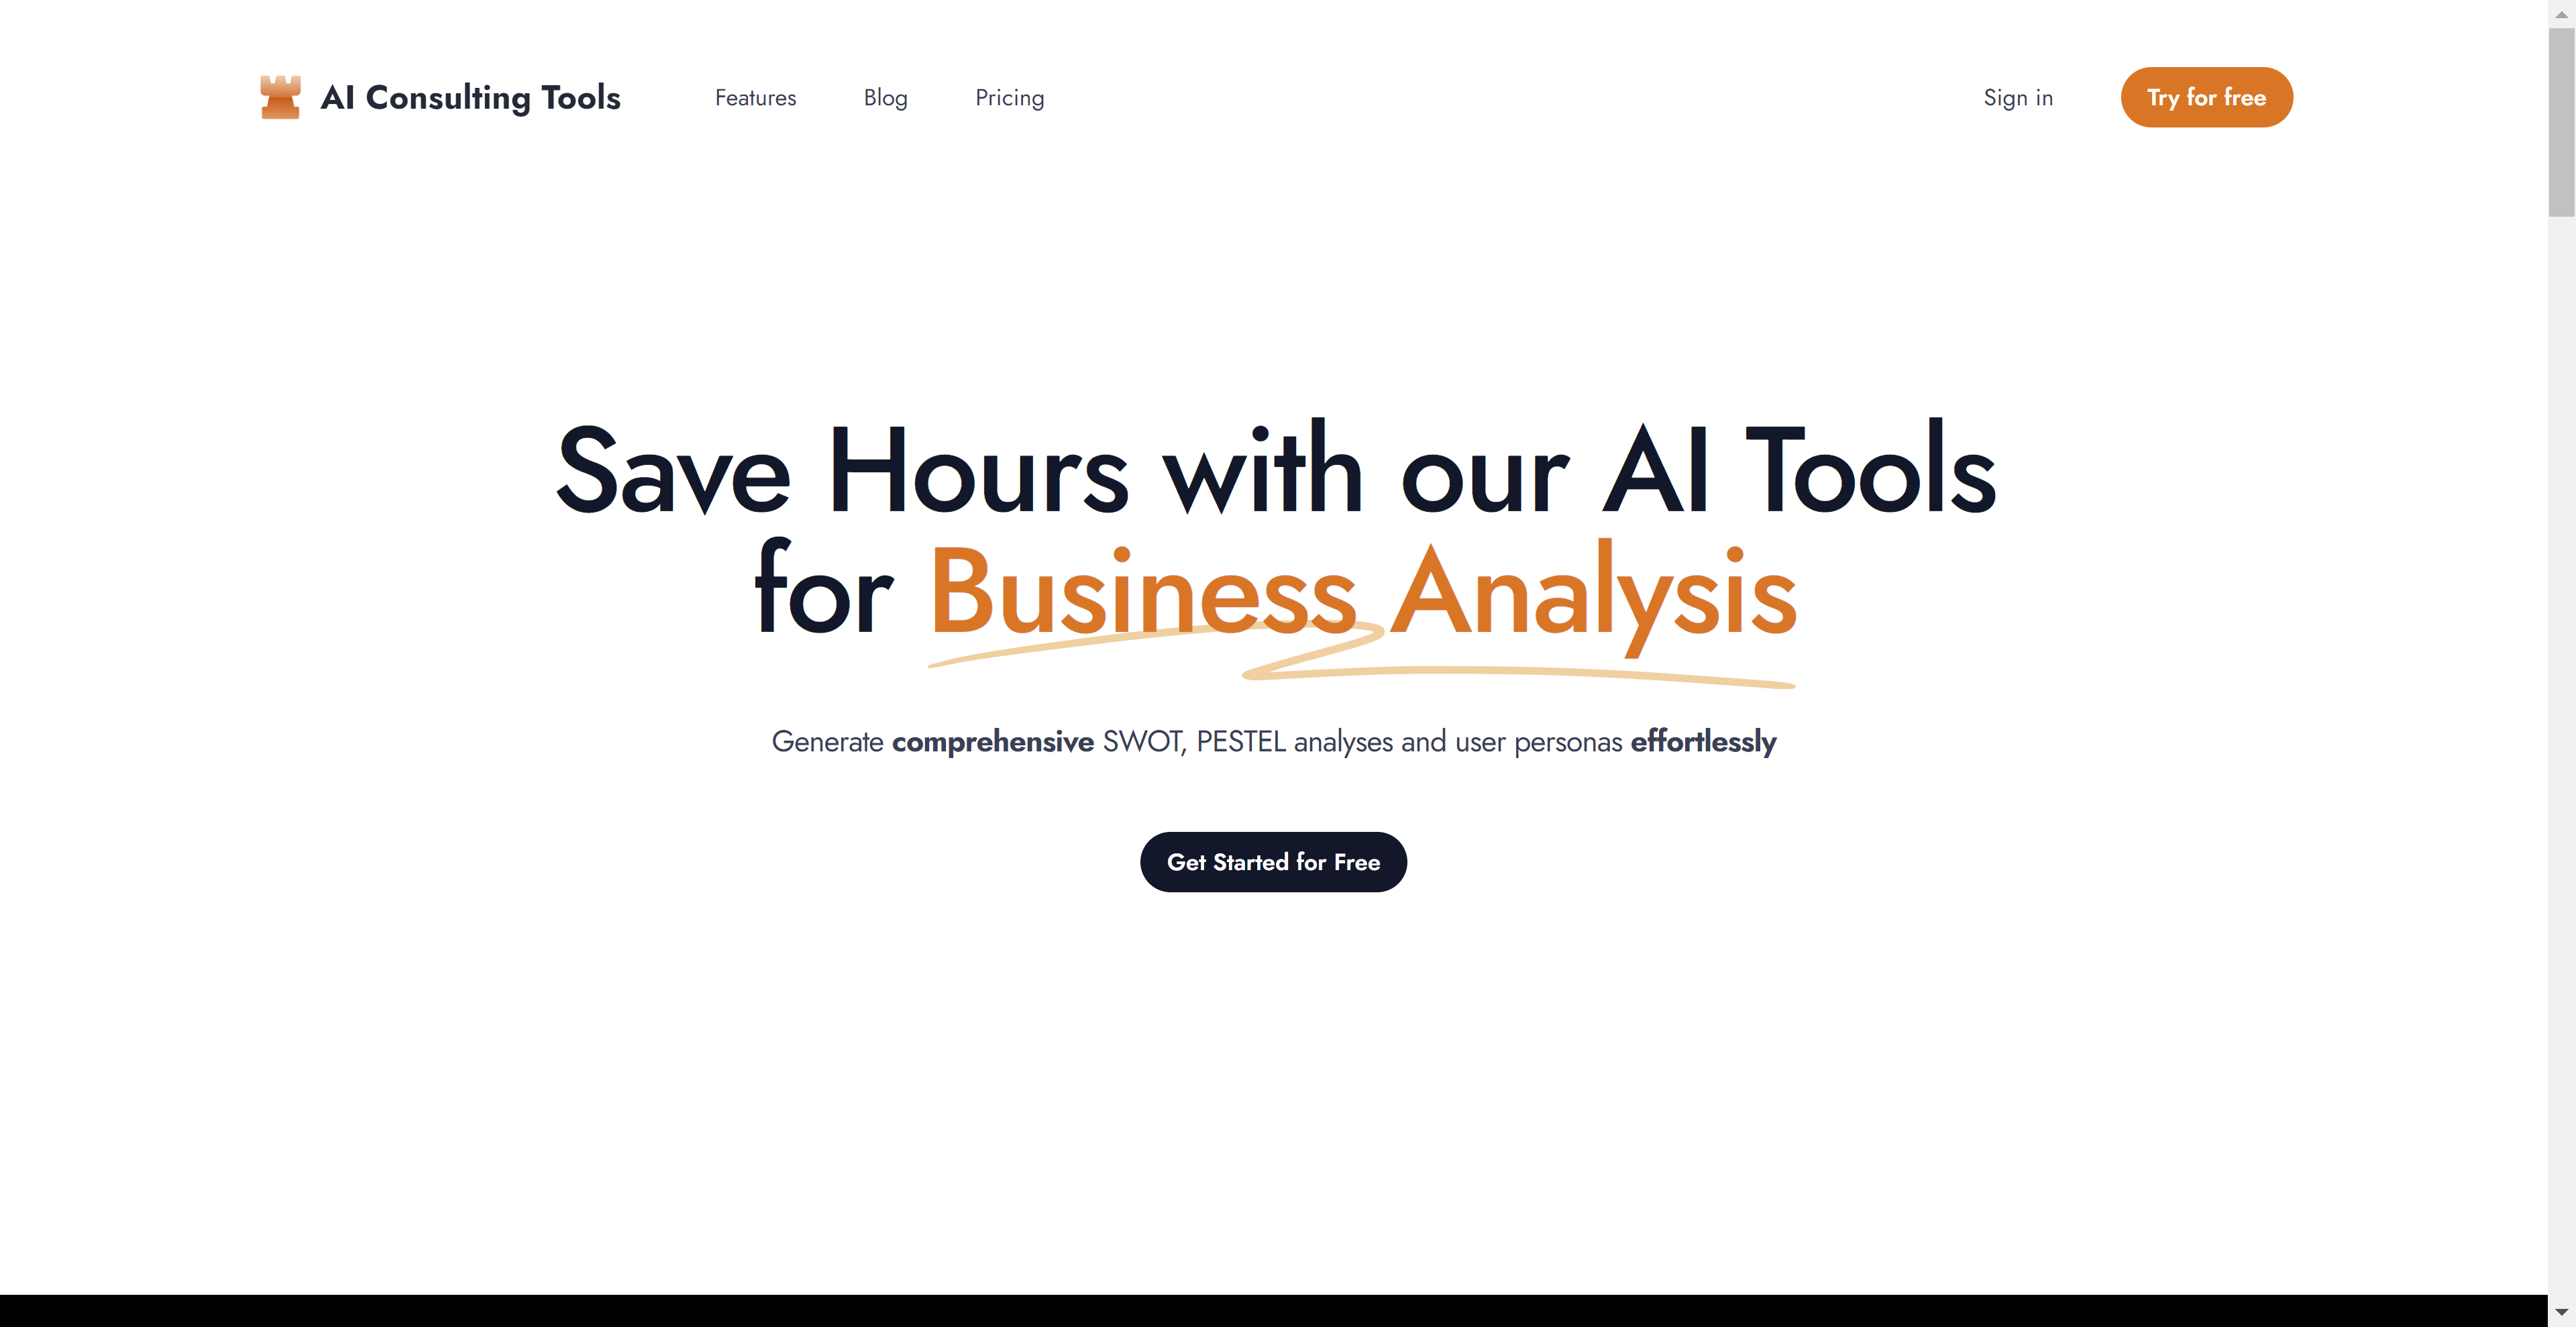 AI Consulting Tools
Features
Blog
Pricing
Sign in
Try for free
Save Hours with our AI Tools
for Business Analysis
Generate comprehensive SWOT, PESTEL analyses and user personas effortlessly
Get Started for Free